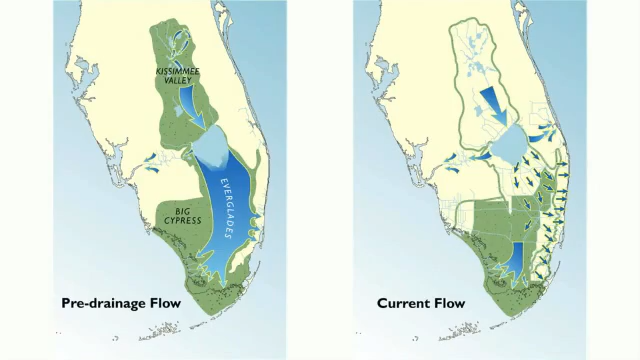 KISSIMMEE
VALLEY
EVERGLADES
BIG
CYPRESS
Pre-drainage Flow
Current Flow